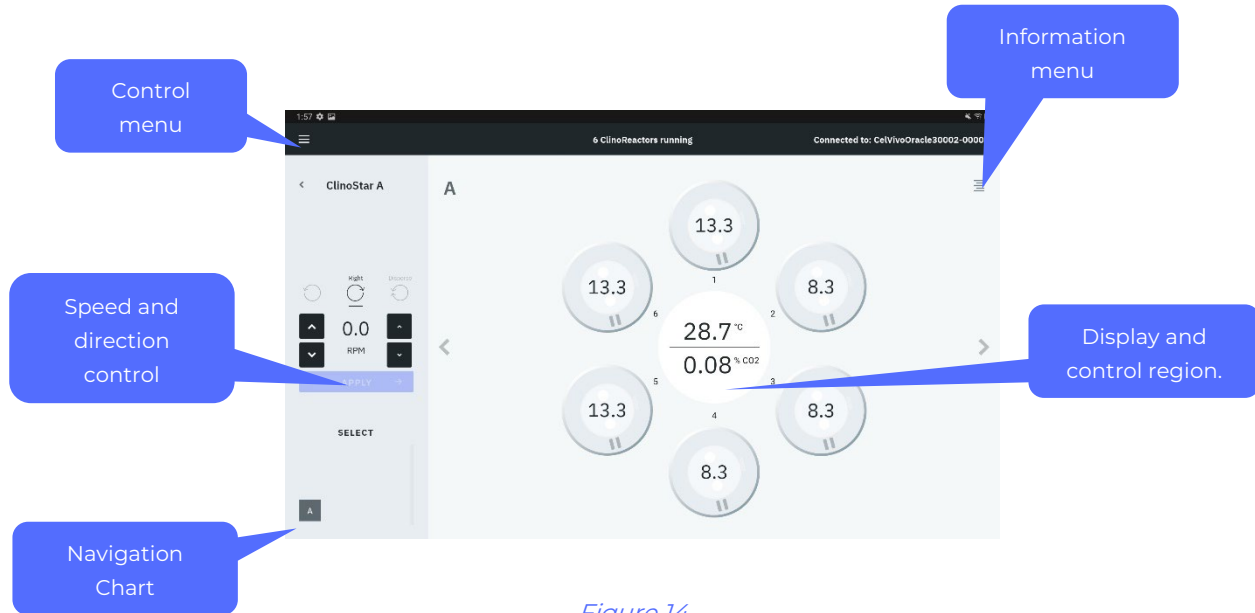 Information
menu
Control
menu
1:57
6 ClinoReactors running
Connected to: CelVivoOracle30002-0000
ClinoStar A
A
13.3
1
13.3
6
8.3
2
Right
0.0
RPM
28.7 °C
0.08 % CO2
Speed and
direction
control
Display and
control region.
APPLY
5
3
13.3
4
8.3
SELECT
8.3
A
Navigation
Chart
Figure 14